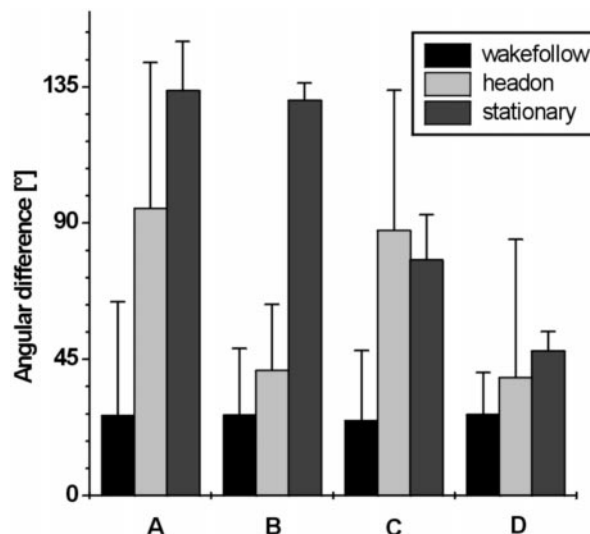 wakefollow
headon
stationary
Angular difference [°]
135
90
45
0
A B C D